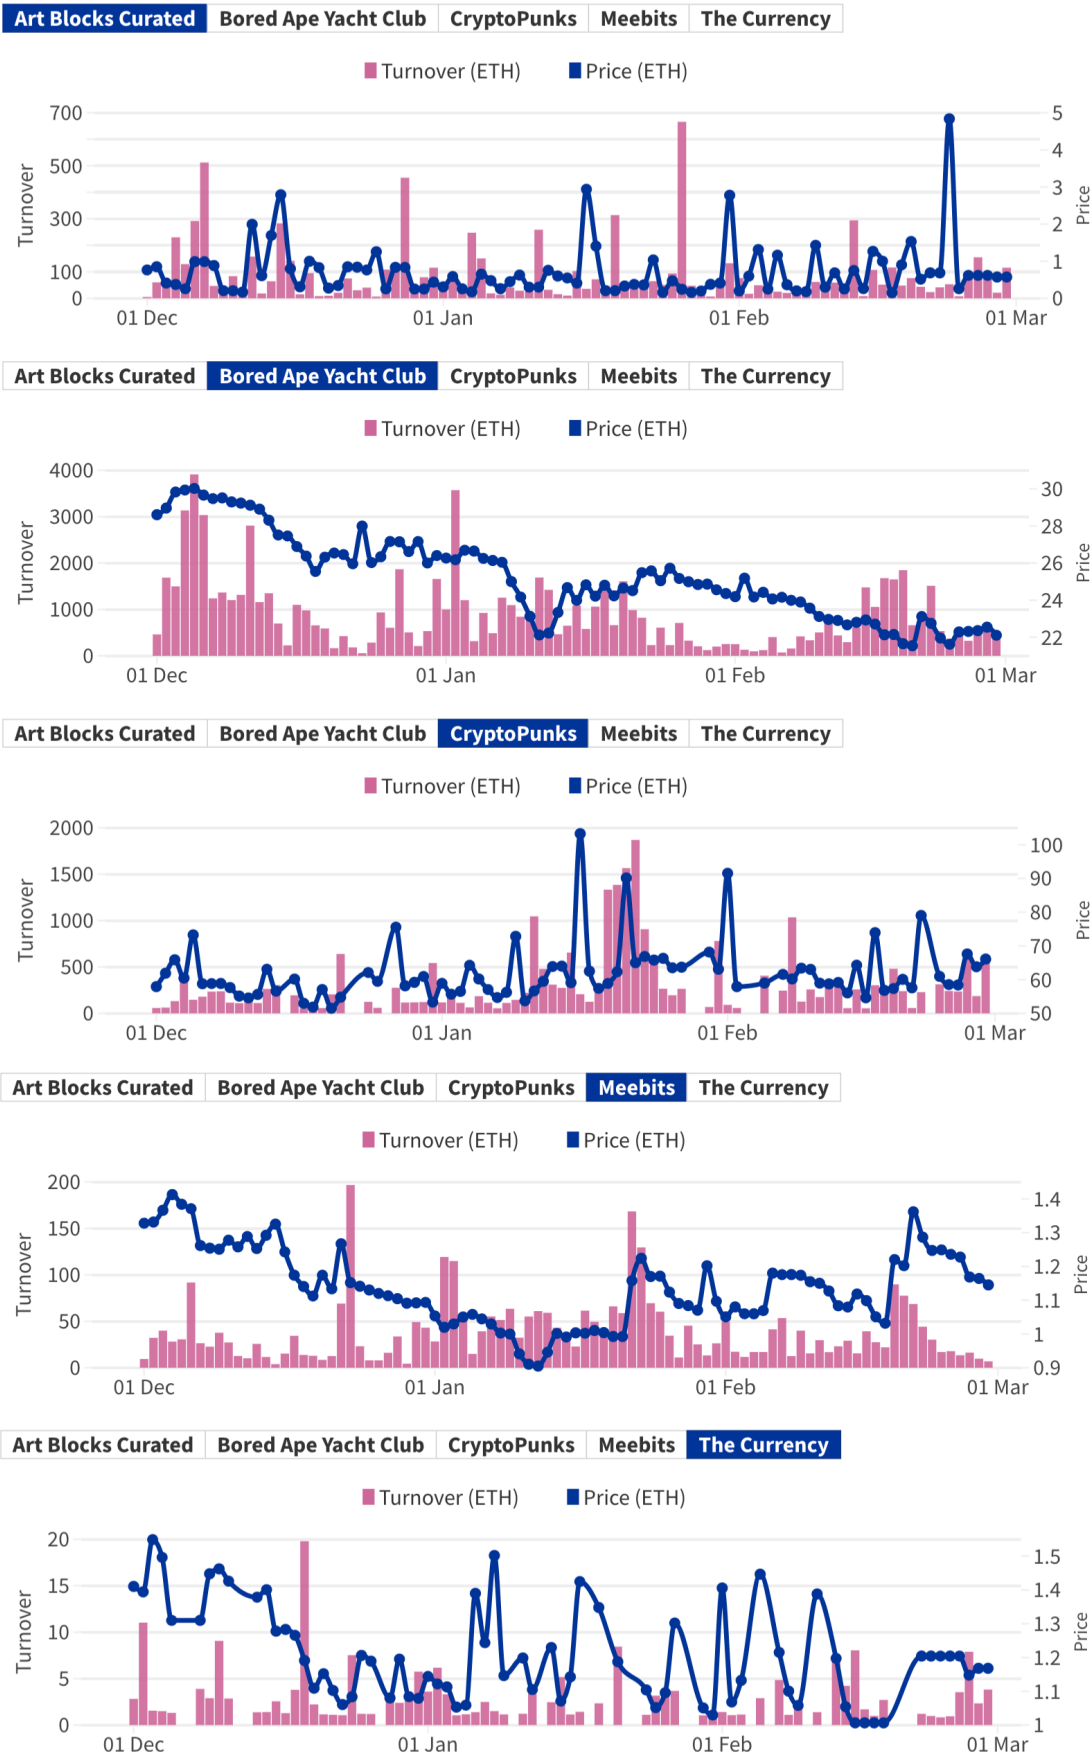 Art Blocks Curated Bored Ape Yacht Club CryptoPunks Meebits The Currency
Turnover (ETH) Price (ETH)
700 5
4
500
3
300 2
100 1
0 0
Turnover Price
01 Dec 01 Jan 01 Feb 01 Mar
Art Blocks Curated Bored Ape Yacht Club CryptoPunks Meebits The Currency
Turnover (ETH) Price (ETH)
4000
30
3000
28
2000 26
1000
24
22
0
Turnover Price
01 Dec 01 Jan 01 Feb 01 Mar
Art Blocks Curated Bored Ape Yacht Club CryptoPunks Meebits The Currency
Turnover (ETH) Price (ETH)
2000
100
1500
90
1000
80
70
500
60
0 50
Turnover Price
01 Dec 01 Jan 01 Feb 01 Mar
Art Blocks Curated Bored Ape Yacht Club CryptoPunks Meebits The Currency
Turnover (ETH) Price (ETH)
200
1.4
150
1.3
100
1.2
1.1
50
1
0 0.9
Turnover Price
01 Dec 01 Jan 01 Feb 01 Mar
Art Blocks Curated Bored Ape Yacht Club CryptoPunks Meebits The Currency
Turnover (ETH) Price (ETH)
20
1.5
15
1.4
10
1.3
1.2
5
1.1
0 1
Turnover Price
01 Dec 01 Jan 01 Feb 01 Mar